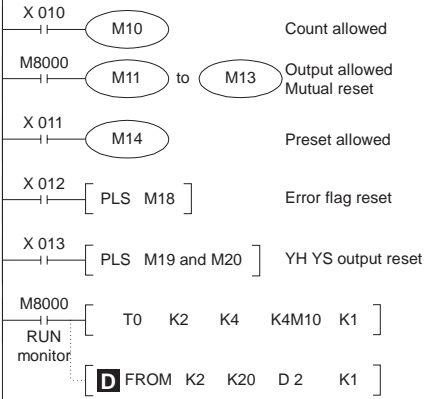 X 010
M10 Count allowed
M8000
M11 to M13 Output allowed
Mutual reset
X 011
M14 Preset allowed
X 012
PLS M18 Error flag reset
X 013
PLS M19 and M20 YH YS output reset
M8000
T0 K2 K4 K4M10 K1
RUN
monitor
D FROM K2 K20 D 2 K1